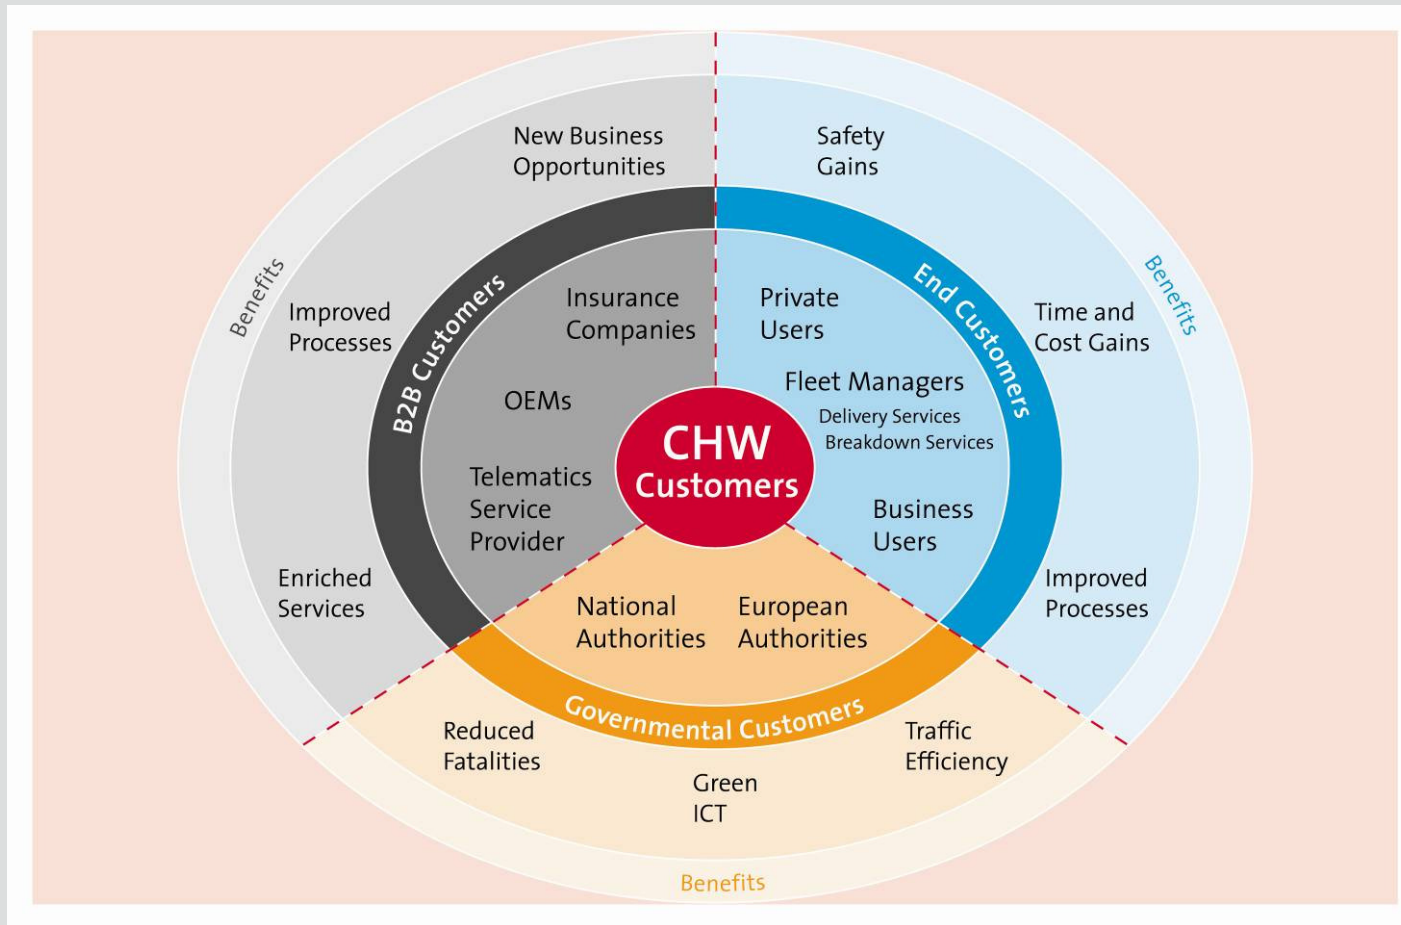 CHW
Customers
B2B Customers
Insurance
Companies
OEMs
Telematics
Service
Provider
Benefits
New Business
Opportunities
Improved
Processes
Enriched
Services
End Customers
Private
Users
Fleet Managers
Delivery Services
Breakdown Services
Business
Users
Benefits
Safety
Gains
Time and
Cost Gains
Improved
Processes
Governmental Customers
National
Authorities
European
Authorities
Reduced
Fatalities
Green
ICT
Traffic
Efficiency
Benefits